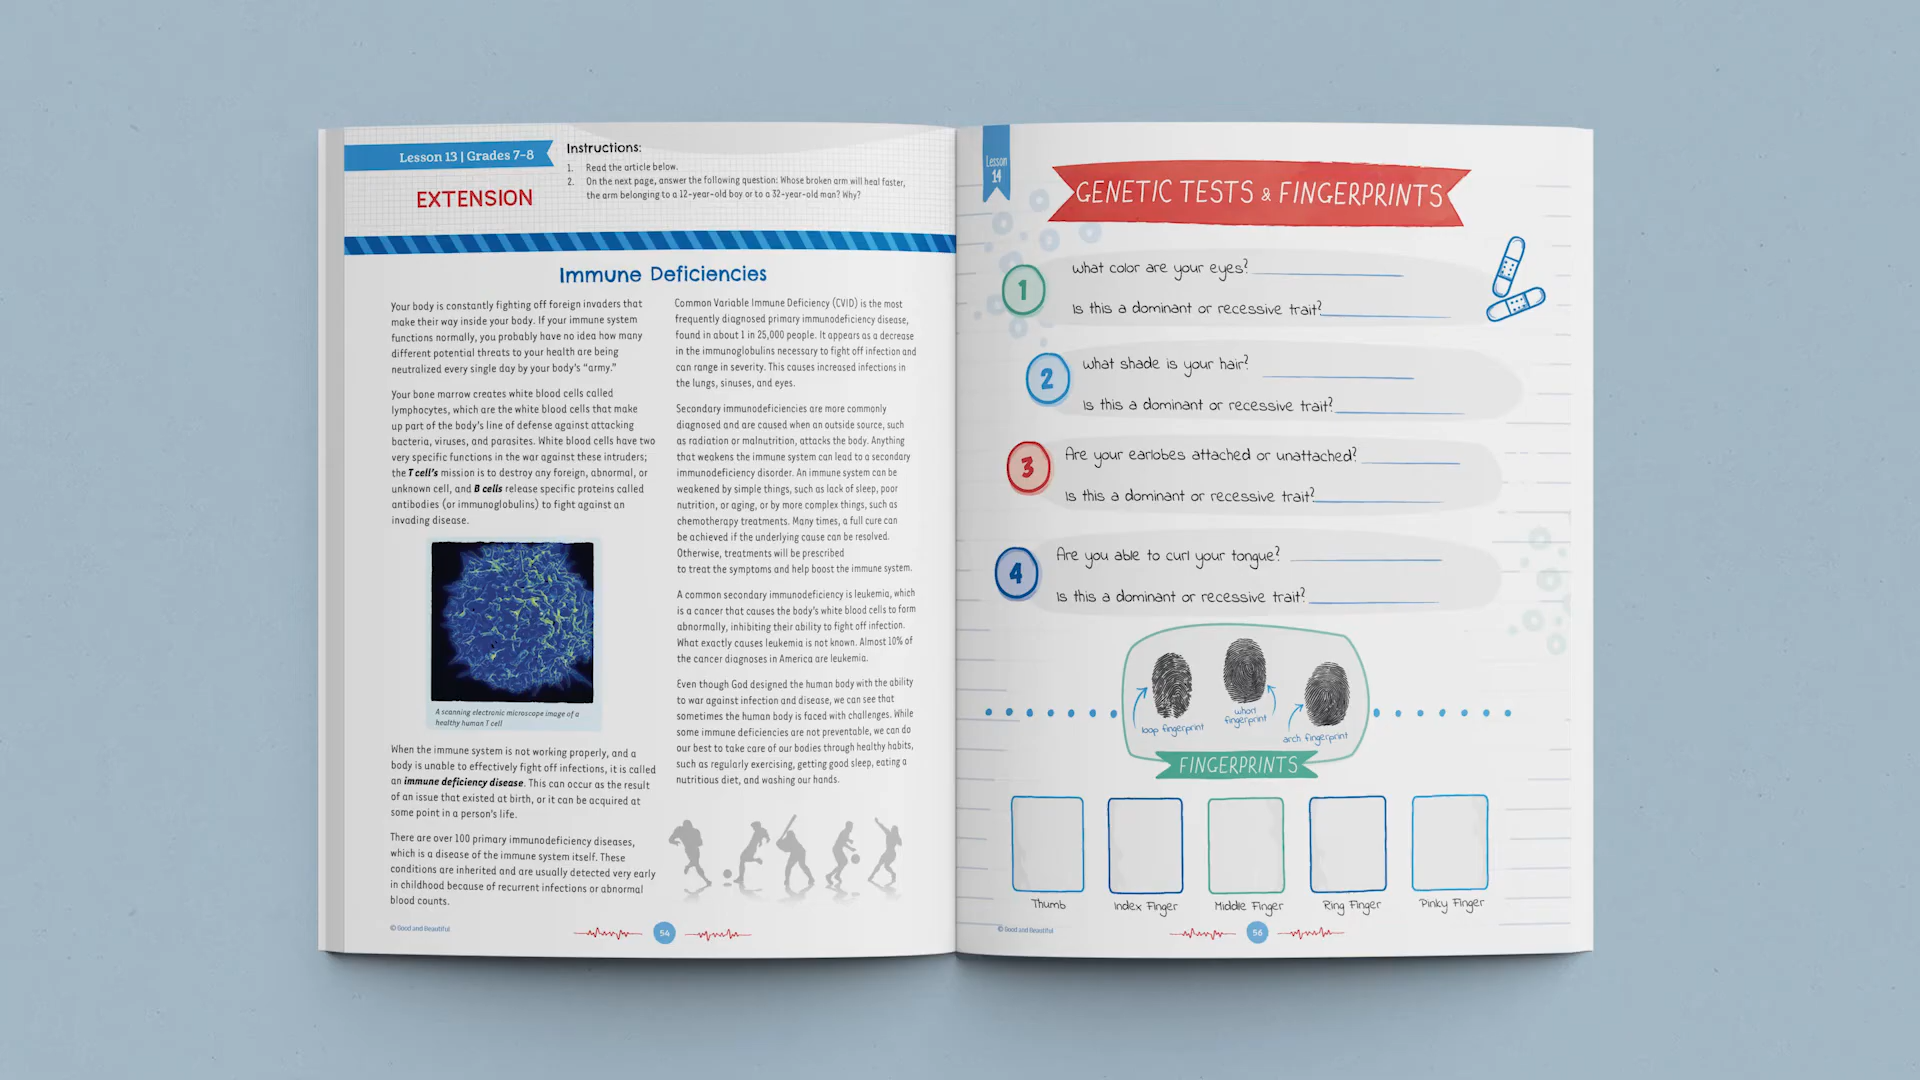 Lesson 13 | Grades 7-8
EXTENSION
Instructions:
1. Read the article below.
2. On the next page, answer the following question: Whose broken arm will heal faster,
the arm belonging to a 12-year-old boy or to a 32-year-old man? Why?
Immune Deficiencies
Your body is constantly fighting off foreign invaders that
make their way inside your body. If your immune system
functions normally, you probably have no idea how many
different potential threats to your health are being
neutralized every single day by your body's "army."
Your bone marrow creates white blood cells called
lymphocytes, which are the white blood cells that make
up part of the body's line of defense against attacking
bacteria, viruses, and parasites. White blood cells have two
very specific functions in the war against these intruders;
the T cell's mission is to destroy any foreign, abnormal, or
unknown cell, and B cells release specific proteins called
antibodies (or immunoglobulins) to fight against an
invading disease.
A scanning electronic microscope image of a
healthy human T cell
When the immune system is not working properly, and a
body is unable to effectively fight off infections, it is called
an immune deficiency disease. This can occur as the result
of an issue that existed at birth, or it can be acquired at
some point in a person's life.
There are over 100 primary immunodeficiency diseases,
which is a disease of the immune system itself. These
conditions are inherited and are usually detected very early
in childhood because of recurrent infections or abnormal
blood counts.
Common Variable Immune Deficiency (CVID) is the most
frequently diagnosed primary immunodeficiency disease,
found in about 1 in 25,000 people. It appears as a decrease
in the immunoglobulins necessary to fight off infection and
can range in severity. This causes increased infections in
the lungs, sinuses, and eyes.
Secondary immunodeficiencies are more commonly
diagnosed and are caused when an outside source, such
as radiation or malnutrition, attacks the body. Anything
that weakens the immune system can lead to a secondary
immunodeficiency disorder. An immune system can be
weakened by simple things, such as lack of sleep, poor
nutrition, or aging, or by more complex things, such as
chemotherapy treatments. Many times, a full cure can
be achieved if the underlying cause can be resolved.
Otherwise, treatments will be prescribed
to treat the symptoms and help boost the immune system.
A common secondary immunodeficiency is leukemia, which
is a cancer that causes the body's white blood cells to form
abnormally, inhibiting their ability to fight off infection.
What exactly causes leukemia is not known. Almost 10% of
the cancer diagnoses in America are leukemia.
Even though God designed the human body with the ability
to war against infection and disease, we can see that
sometimes the human body is faced with challenges. While
some immune deficiencies are not preventable, we can do
our best to take care of our bodies through healthy habits,
such as regularly exercising, getting good sleep, eating a
nutritious diet, and washing our hands.
© Good and Beautiful
54
Lesson
14
GENETIC TESTS & FINGERPRINTS
1
What color are your eyes?
Is this a dominant or recessive trait?
2
What shade is your hair?
Is this a dominant or recessive trait?
3
Are your earlobes attached or unattached?
Is this a dominant or recessive trait?
4
Are you able to curl your tongue?
Is this a dominant or recessive trait?
loop fingerprint
whorl
fingerprint
arch fingerprint
FINGERPRINTS
Thumb
Index Finger
Middle Finger
Ring Finger
Pinky Finger
© Good and Beautiful
56